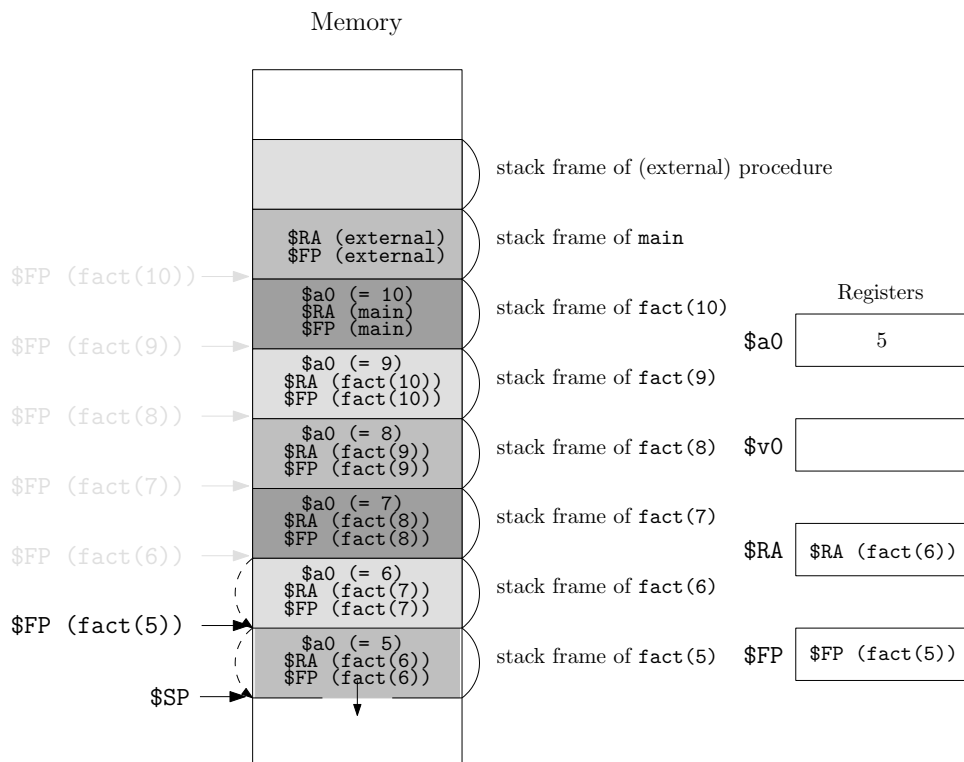 Memory
stack frame of (external) procedure
$RA (external)
$FP (external)
stack frame of main
$FP (fact(10))
$a0 (= 10)
$RA (main)
$FP (main)
stack frame of fact(10)
Registers
$a0
5
$FP (fact(9))
$a0 (= 9)
$RA (fact(10))
$FP (fact(10))
stack frame of fact(9)
$FP (fact(8))
$a0 (= 8)
$RA (fact(9))
$FP (fact(9))
stack frame of fact(8)
$v0
$FP (fact(7))
$a0 (= 7)
$RA (fact(8))
$FP (fact(8))
stack frame of fact(7)
$RA
$RA (fact(6))
$FP (fact(6))
$a0 (= 6)
$RA (fact(7))
$FP (fact(7))
stack frame of fact(6)
$FP (fact(5))
$a0 (= 5)
$RA (fact(6))
$FP (fact(6))
stack frame of fact(5)
$FP
$FP (fact(5))
$SP